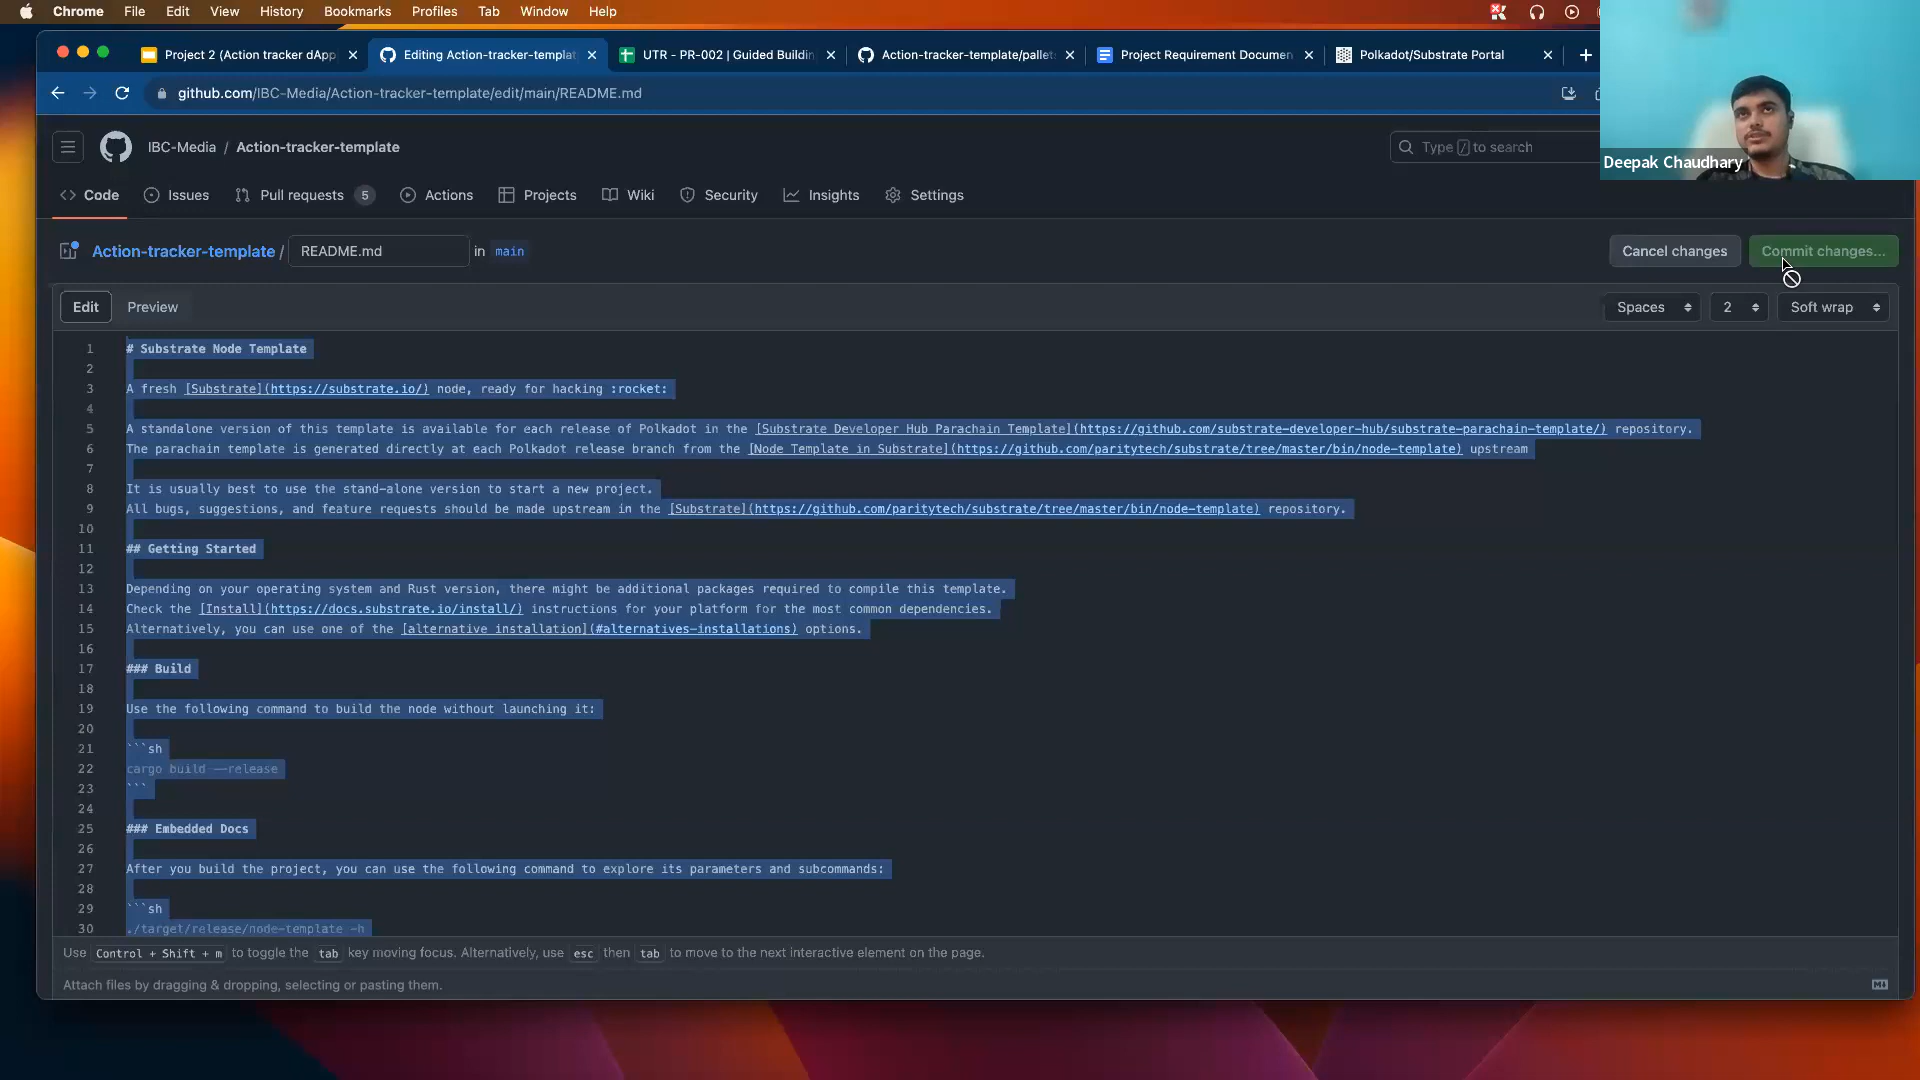 Chrome File Edit View History Bookmarks Profiles Tab Window Help
Project 2 (Action tracker dApp
Editing Action-tracker-templat
UTR - PR-002 | Guided Buildin
Action-tracker-template/pallet
Project Requirement Documen
Polkadot/Substrate Portal
github.com/IBC-Media/Action-tracker-template/edit/main/README.md
IBC-Media / Action-tracker-template
Type / to search
Deepak Chaudhary
Code Issues Pull requests 5 Actions Projects Wiki Security Insights Settings
Action-tracker-template / README.md in main
Cancel changes Commit changes...
Edit Preview
Spaces 2 Soft wrap
1 # Substrate Node Template
2
3 A fresh [Substrate](https://substrate.io/) node, ready for hacking :rocket:
4
5 A standalone version of this template is available for each release of Polkadot in the [Substrate Developer Hub Parachain Template](https://github.com/substrate-developer-hub/substrate-parachain-template/) repository.
6 The parachain template is generated directly at each Polkadot release branch from the [Node Template in Substrate](https://github.com/paritytech/substrate/tree/master/bin/node-template) upstream
7
8 It is usually best to use the stand-alone version to start a new project.
9 All bugs, suggestions, and feature requests should be made upstream in the [Substrate](https://github.com/paritytech/substrate/tree/master/bin/node-template) repository.
10
11 ## Getting Started
12
13 Depending on your operating system and Rust version, there might be additional packages required to compile this template.
14 Check the [Install](https://docs.substrate.io/install/) instructions for your platform for the most common dependencies.
15 Alternatively, you can use one of the [alternative installation](#alternatives-installations) options.
16
17 ### Build
18
19 Use the following command to build the node without launching it:
20
21 ```sh
22 cargo build --release
23 ```
24
25 ### Embedded Docs
26
27 After you build the project, you can use the following command to explore its parameters and subcommands:
28
29 ```sh
30 ./target/release/node-template -h
Use Control + Shift + m to toggle the tab key moving focus. Alternatively, use esc then tab to move to the next interactive element on the page.
Attach files by dragging & dropping, selecting or pasting them.